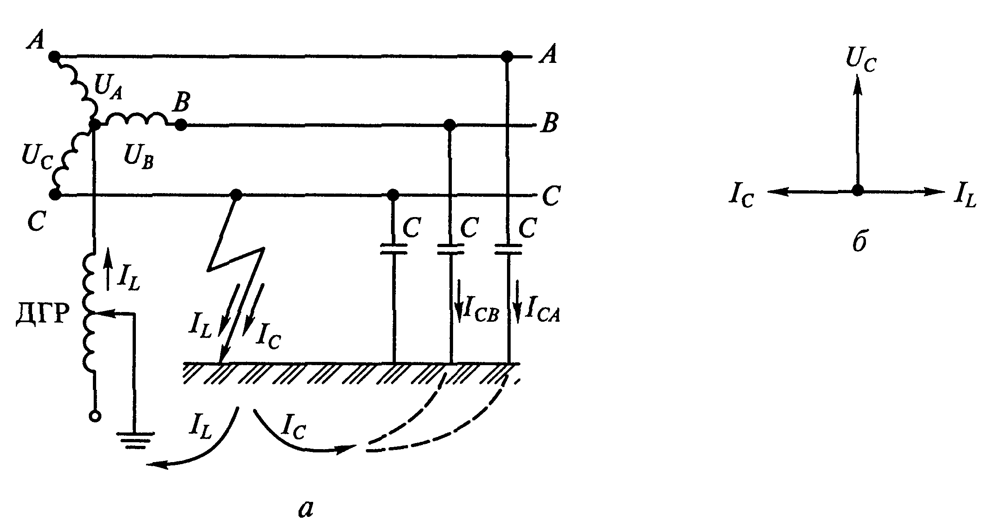 A
A
U_A
B
B
U_C
U_B
C
C
C
C
C
I_L
ДГР
I_L
I_C
I_CB
I_CA
I_L
I_C
а
U_C
I_C
I_L
б